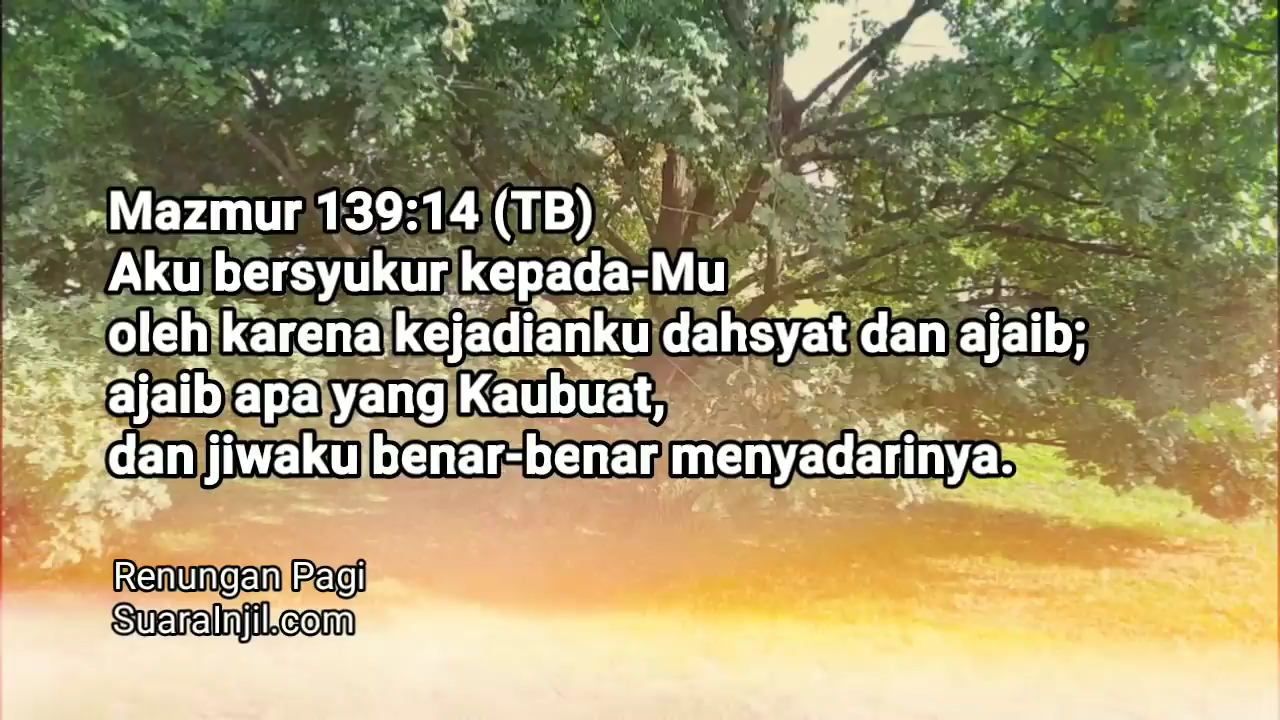 Mazmur 139:14 (TB)
Aku bersyukur kepada-Mu
oleh karena kejadianku dahsyat dan ajaib;
ajaib apa yang Kaubuat,
dan jiwaku benar-benar menyadarinya.
Renungan Pagi
SuaraInjil.com